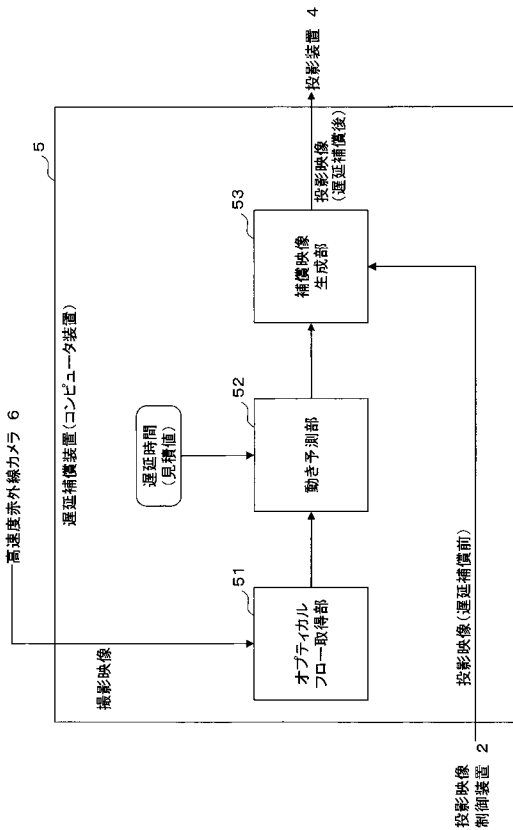 高速度赤外線カメラ 6
5
遅延補償装置(コンピュータ装置)
撮影映像
51
オプティカル
フロー取得部
遅延時間
(見積値)
52
動き予測部
53
補償映像
生成部
投影映像
(遅延補償後)
投影装置 4
投影映像(遅延補償前)
投影映像
制御装置 2